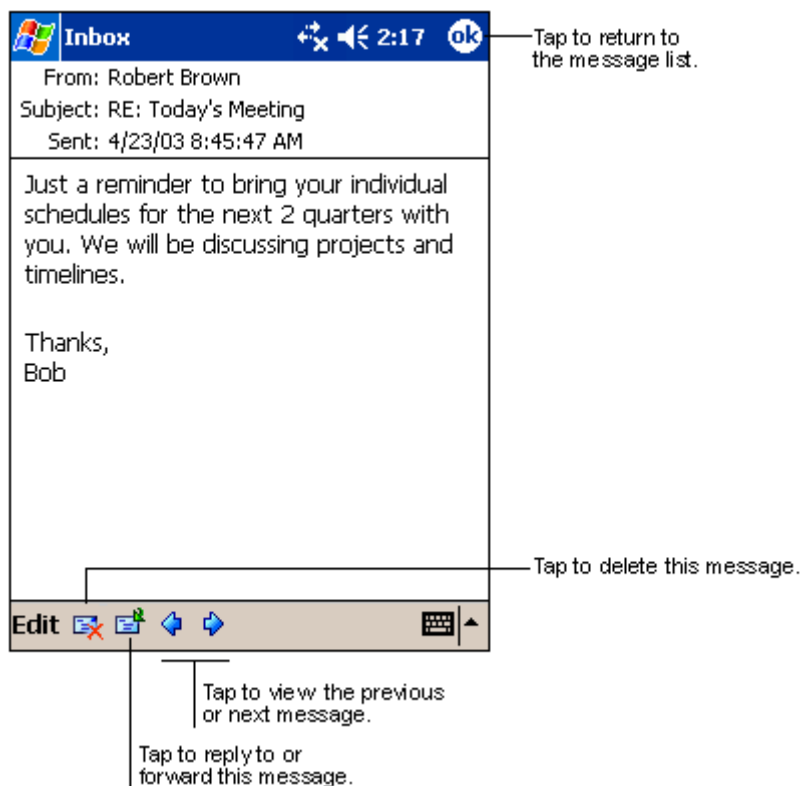 Inbox 2:17 ok
Tap to return to
the message list.
From: Robert Brown
Subject: RE: Today's Meeting
Sent: 4/23/03 8:45:47 AM
Just a reminder to bring your individual
schedules for the next 2 quarters with
you. We will be discussing projects and
timelines.
Thanks,
Bob
Tap to delete this message.
Edit
Tap to view the previous
or next message.
Tap to reply to or
forward this message.